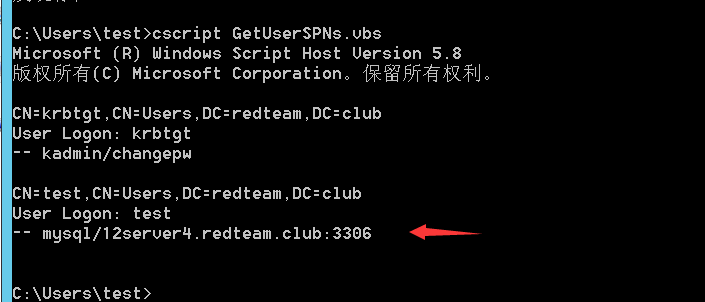 C:\Users\test>cscript GetUserSPNs.vbs
Microsoft (R) Windows Script Host Version 5.8
版权所有(C) Microsoft Corporation。保留所有权利。
CN=krbtgt,CN=Users,DC=redteam,DC=club
User Logon: krbtgt
-- kadmin/changepw
CN=test,CN=Users,DC=redteam,DC=club
User Logon: test
-- mysql/12server4.redteam.club:3306
C:\Users\test>